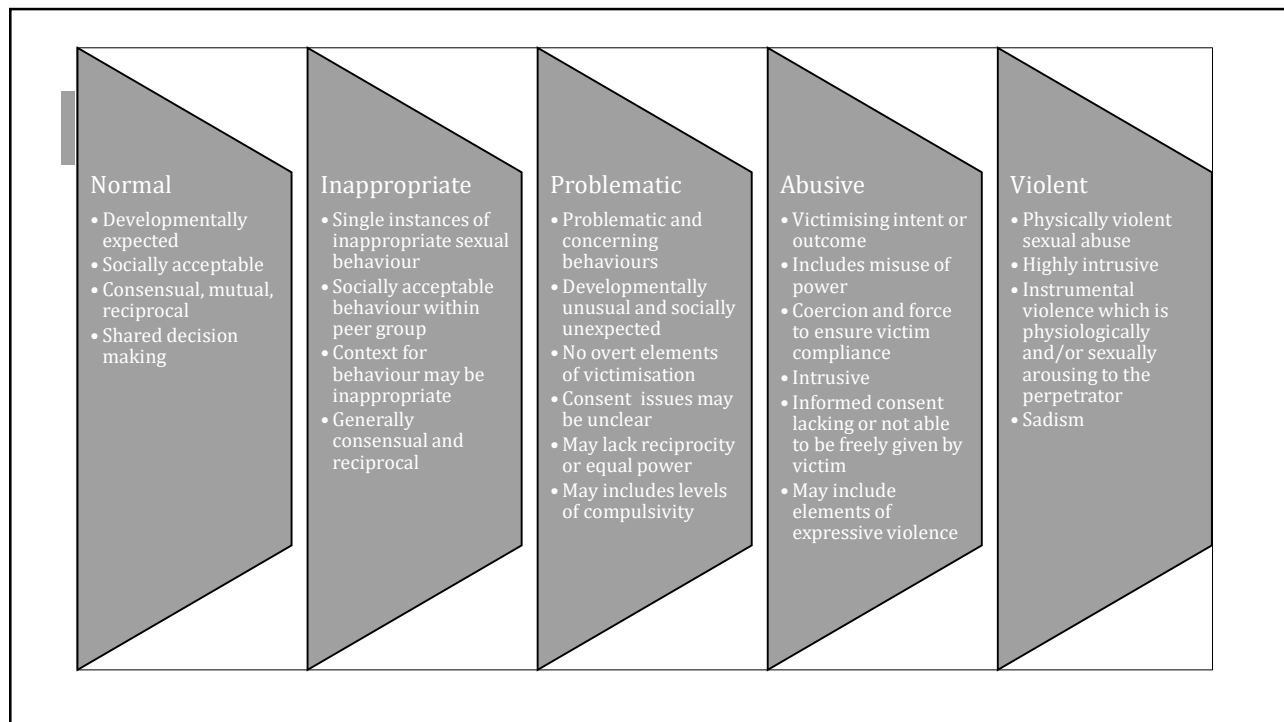 Normal
• Developmentally
expected
• Socially acceptable
• Consensual, mutual,
reciprocal
• Shared decision
making
Inappropriate
• Single instances of
inappropriate sexual
behaviour
• Socially acceptable
behaviour within
peer group
• Context for
behaviour may be
inappropriate
• Generally
consensual and
reciprocal
Problematic
• Problematic and
concerning
behaviours
• Developmentally
unusual and socially
unexpected
• No overt elements
of victimisation
• Consent issues may
be unclear
• May lack reciprocity
or equal power
• May includes levels
of compulsivity
Abusive
• Victimising intent or
outcome
• Includes misuse of
power
• Coercion and force
to ensure victim
compliance
• Intrusive
• Informed consent
lacking or not able
to be freely given by
victim
• May include
elements of
expressive violence
Violent
• Physically violent
sexual abuse
• Highly intrusive
• Instrumental
violence which is
physiologically
and/or sexually
arousing to the
perpetrator
• Sadism